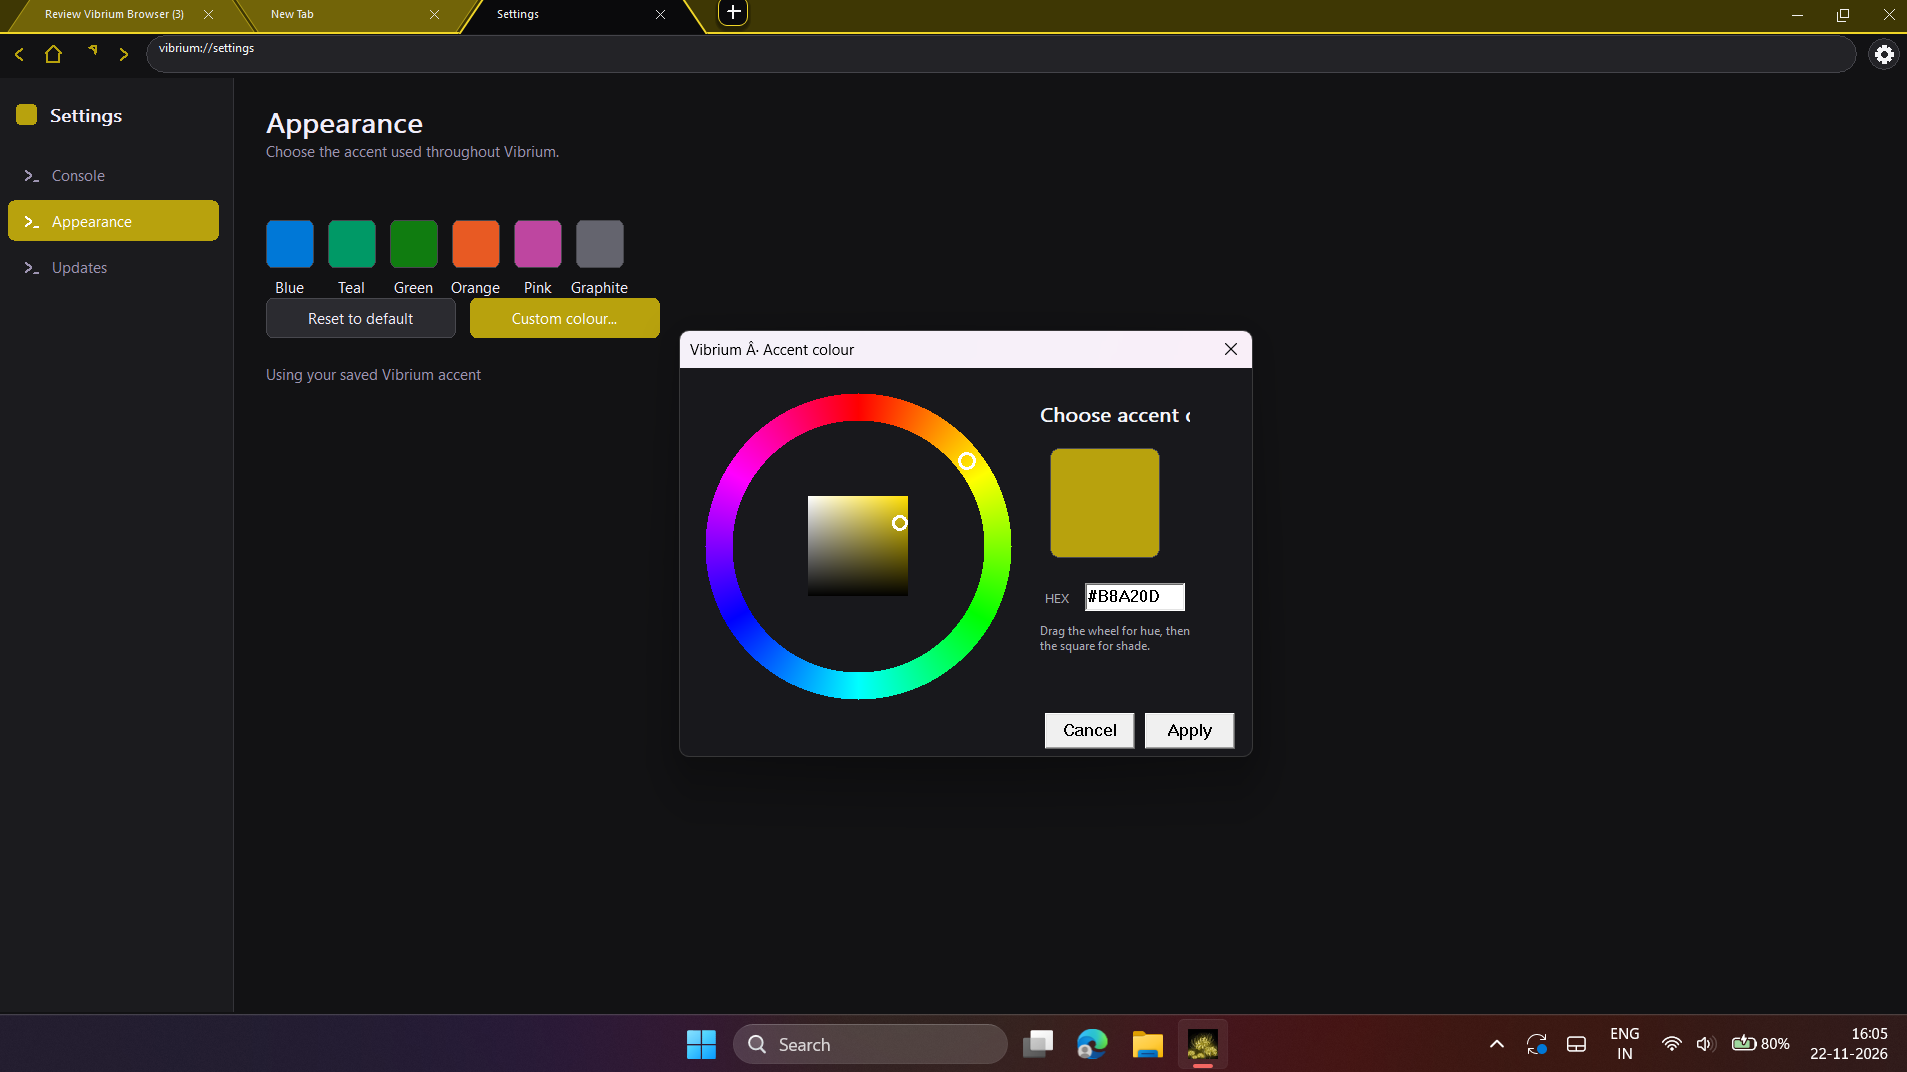 Review Vibrium Browser (3)
New Tab
Settings
vibrium://settings
Settings
>_ Console
>_ Appearance
>_ Updates
Appearance
Choose the accent used throughout Vibrium.
Blue Teal Green Orange Pink Graphite
Reset to default
Custom colour...
Using your saved Vibrium accent
Vibrium Â· Accent colour
Choose accent c
HEX #B8A20D
Drag the wheel for hue, then
the square for shade.
Cancel
Apply
Search
ENG
IN
80%
16:05
22-11-2026